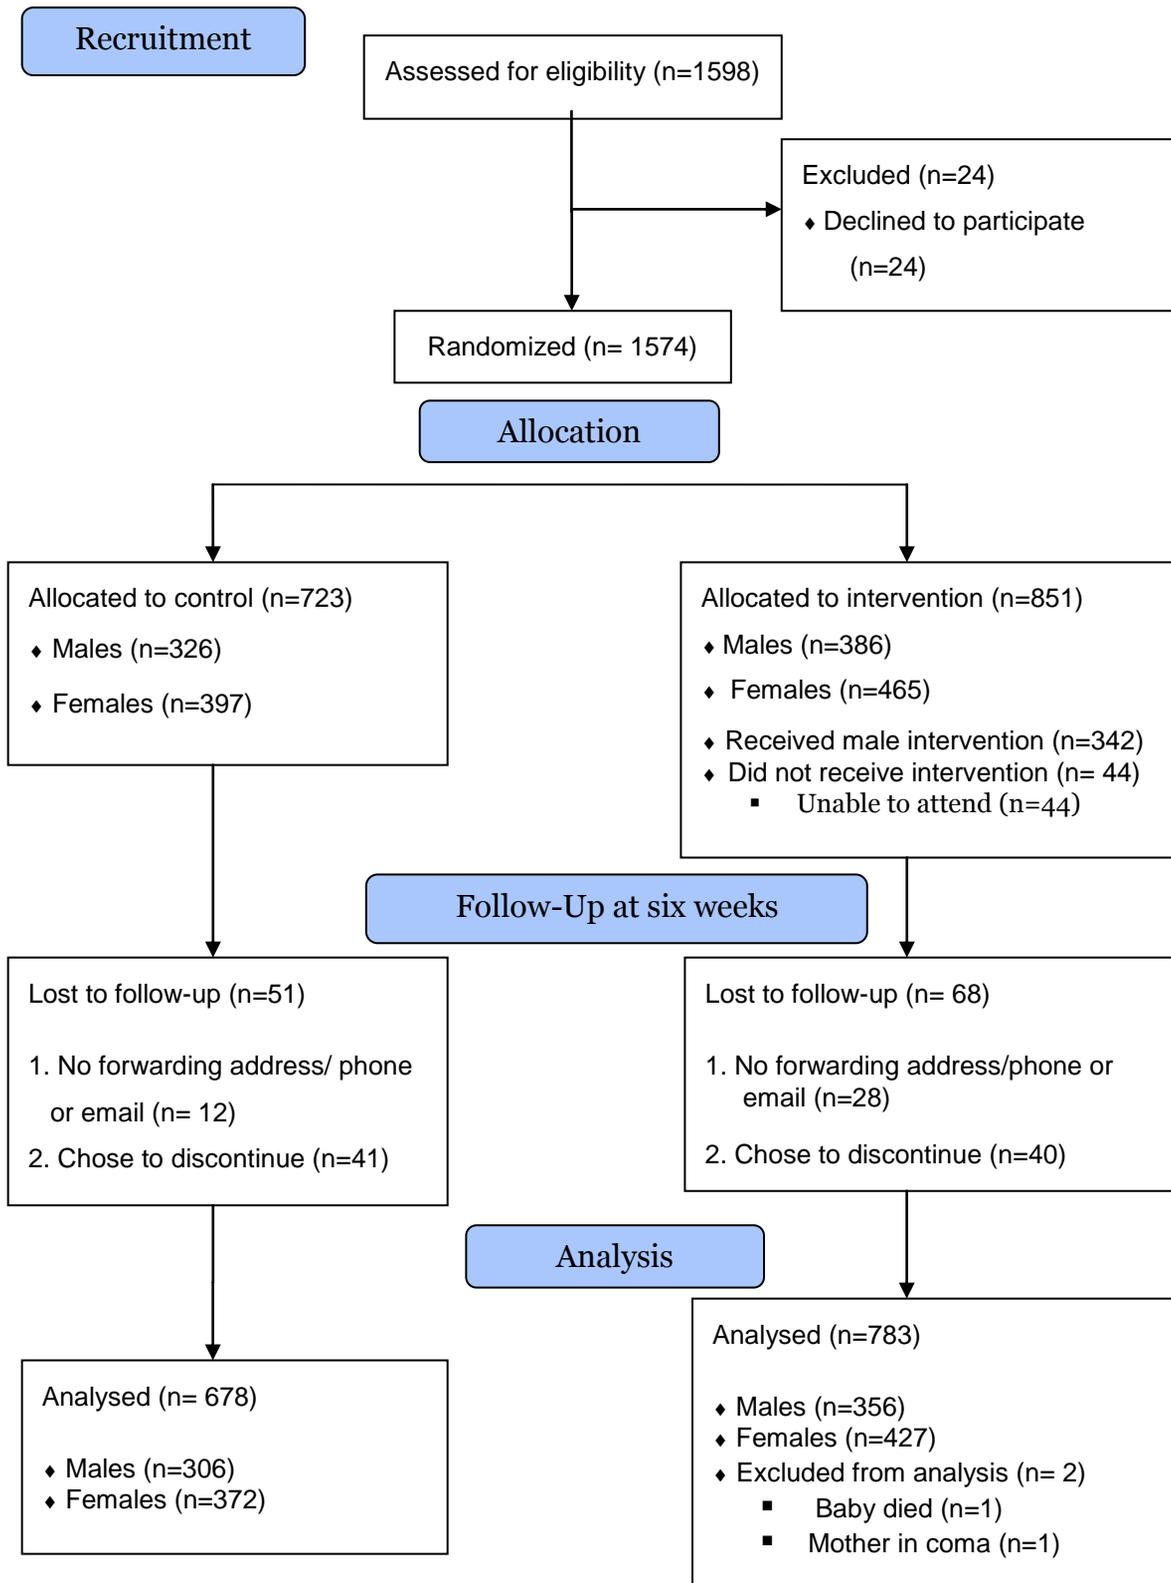 Recruitment
Assessed for eligibility (n=1598)
Excluded (n=24)
♦ Declined to participate
(n=24)
Randomized (n= 1574)
Allocation
Allocated to control (n=723)
♦ Males (n=326)
♦ Females (n=397)
Allocated to intervention (n=851)
♦ Males (n=386)
♦ Females (n=465)
♦ Received male intervention (n=342)
♦ Did not receive intervention (n= 44)
▪ Unable to attend (n=44)
Follow-Up at six weeks
Lost to follow-up (n=51)
1. No forwarding address/ phone
or email (n= 12)
2. Chose to discontinue (n=41)
Lost to follow-up (n= 68)
1. No forwarding address/phone or
email (n=28)
2. Chose to discontinue (n=40)
Analysis
Analysed (n= 678)
♦ Males (n=306)
♦ Females (n=372)
Analysed (n=783)
♦ Males (n=356)
♦ Females (n=427)
♦ Excluded from analysis (n= 2)
▪ Baby died (n=1)
▪ Mother in coma (n=1)